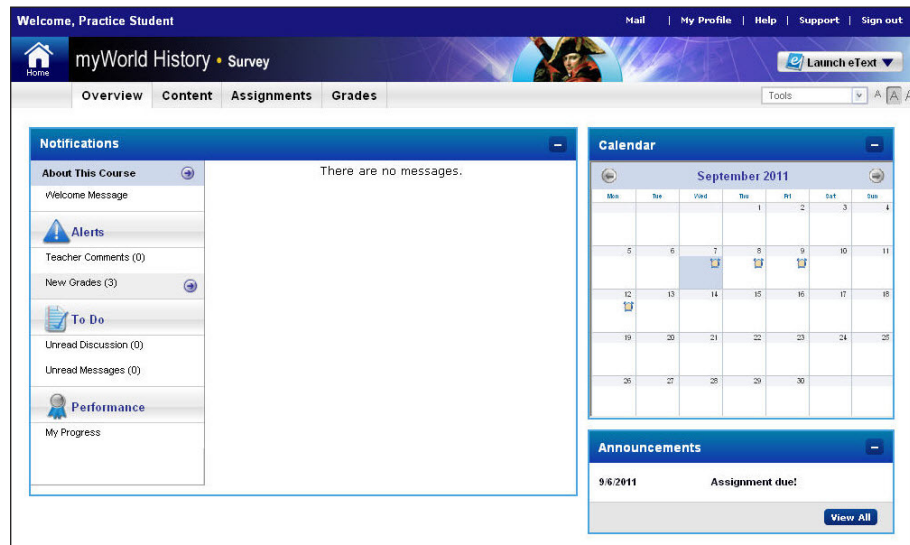 Welcome, Practice Student
Mail | My Profile | Help | Support | Sign out
Home
myWorld History • Survey
Launch eText
Overview Content Assignments Grades
Tools
A A A
Notifications
About This Course
Welcome Message
Alerts
Teacher Comments (0)
New Grades (3)
To Do
Unread Discussion (0)
Unread Messages (0)
Performance
My Progress
There are no messages.
Calendar
September 2011
Mon Tue Wed Thu Fri Sat Sun
1 2 3 4
5 6 7 8 9 10 11
12 13 14 15 16 17 18
19 20 21 22 23 24 25
26 27 28 29 30
Announcements
9/6/2011 Assignment due!
View All